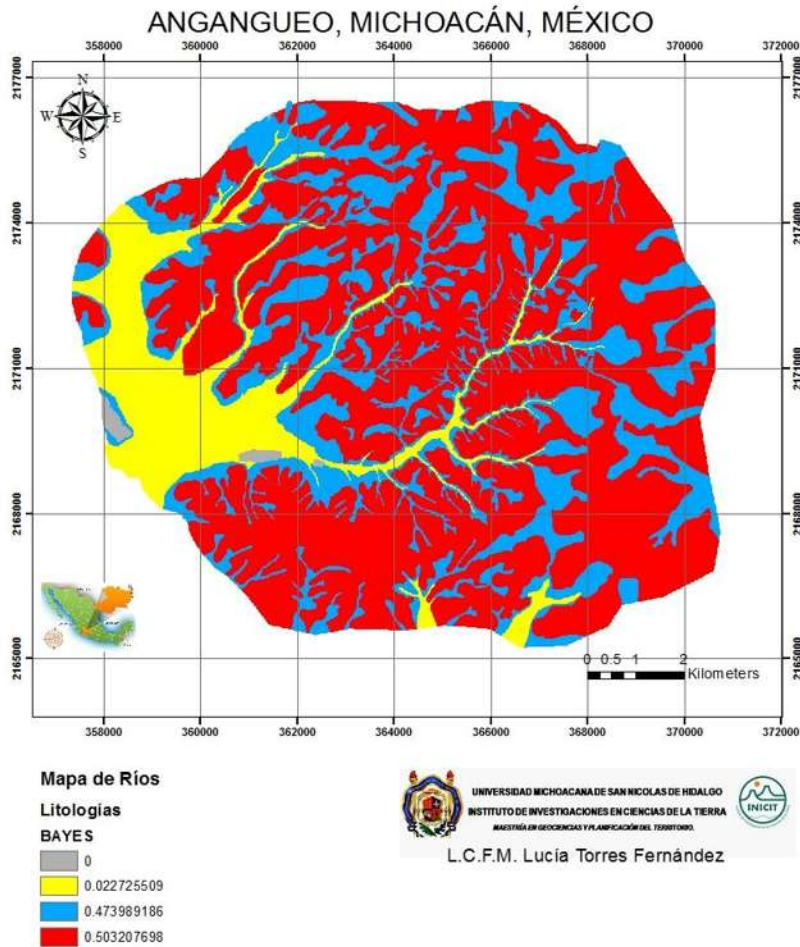 ANGANGUEO, MICHOACÁN, MÉXICO
358000 360000 362000 364000 366000 368000 370000 372000
2177000 2177000
N
W E
S
2174000 2174000
2171000 2171000
2168000 2168000
2165000 2165000
0 0.5 1 2
Kilometers
358000 360000 362000 364000 366000 368000 370000 372000
Mapa de Ríos
Litologías
BAYES
0
0.022725509
0.473989186
0.503207698
UNIVERSIDAD MICHOACANA DE SAN NICOLAS DE HIDALGO
INSTITUTO DE INVESTIGACIONES EN CIENCIAS DE LA TIERRA
MAESTRÍA EN GEOCIENCIAS Y PLANIFICACIÓN DEL TERRITORIO.
INICIT
L.C.F.M. Lucía Torres Fernández